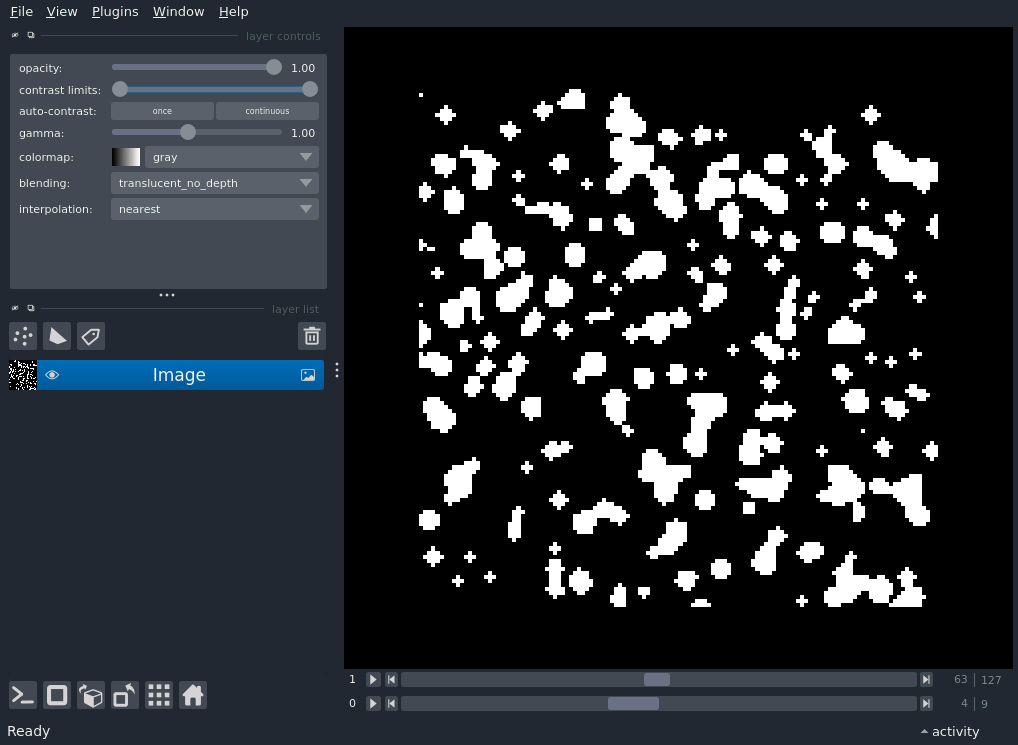 File View Plugins Window Help
layer controls
opacity: 1.00
contrast limits:
auto-contrast: once continuous
gamma: 1.00
colormap: gray
blending: translucent_no_depth
interpolation: nearest
layer list
Image
1 63 127
0 4 9
Ready activity